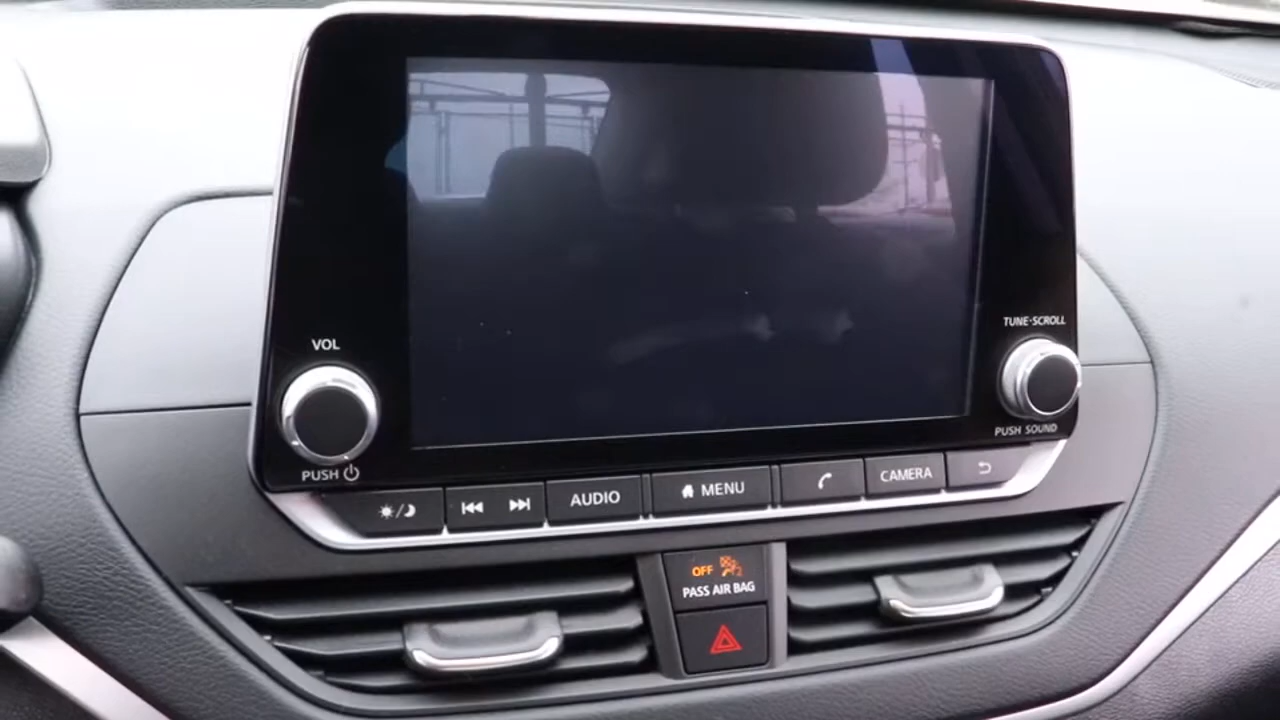 TUNE·SCROLL
VOL
PUSH SOUND
PUSH
AUDIO
MENU
CAMERA
OFF
PASS AIR BAG